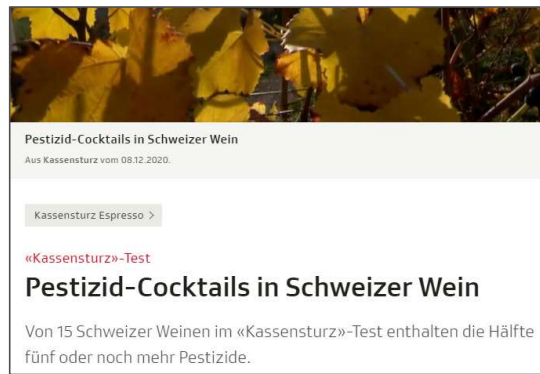 Pestizid-Cocktails in Schweizer Wein
Aus Kassensturz vom 08.12.2020.
Kassensturz Espresso >
«Kassensturz»-Test
Pestizid-Cocktails in Schweizer Wein
Von 15 Schweizer Weinen im «Kassensturz»-Test enthalten die Hälfte
fünf oder noch mehr Pestizide.